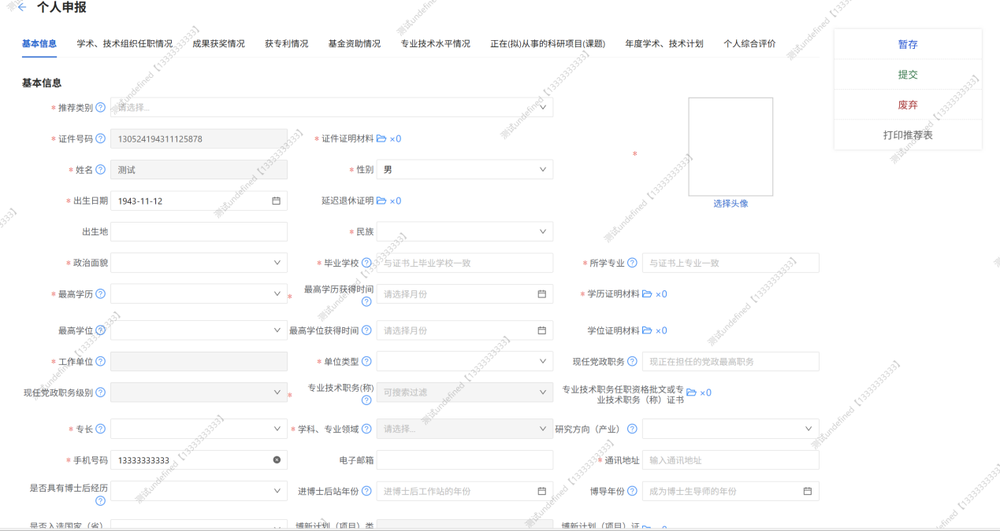 个人申报
基本信息 学术、技术组织任职情况 成果获奖情况 获专利情况 基金资助情况 专业技术水平情况 正在(拟)从事的科研项目(课题) 年度学术、技术计划 个人综合评价
暂存
提交
废弃
打印推荐表
基本信息
* 推荐类别 请选择...
* 证件号码 130524194311125878 * 证件证明材料 ×0
* 姓名 测试 * 性别 男
* 出生日期 1943-11-12 延迟退休证明 ×0
* 选择头像
出生地 * 民族
* 政治面貌 * 毕业学校 与证书上毕业学校一致 * 所学专业 与证书上专业一致
* 最高学历 * 最高学历获得时间 请选择月份 * 学历证明材料 ×0
最高学位 最高学位获得时间 请选择月份 学位证明材料 ×0
* 工作单位 * 单位类型 现任党政职务 现正在担任的党政最高职务
现任党政职务级别 * 专业技术职务(称) 可搜索过滤 专业技术职务任职资格批文或专
业技术职务（称）证书 ×0
* 专长 * 学科、专业领域 请选择... 研究方向（产业）
* 手机号码 13333333333 电子邮箱 * 通讯地址 输入通讯地址
是否具有博士后经历 进博士后站年份 进博士后工作站的年份 博导年份 成为博士生导师的年份
是否入选国家（省） 博新计划（项目）类 博新计划（项目）证
测试undefined【13333333333】